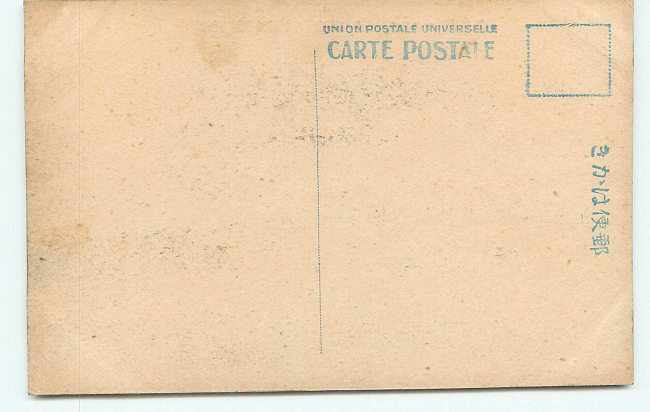 UNION POSTALE UNIVERSELLE
CARTE POSTALE
郵便はかき